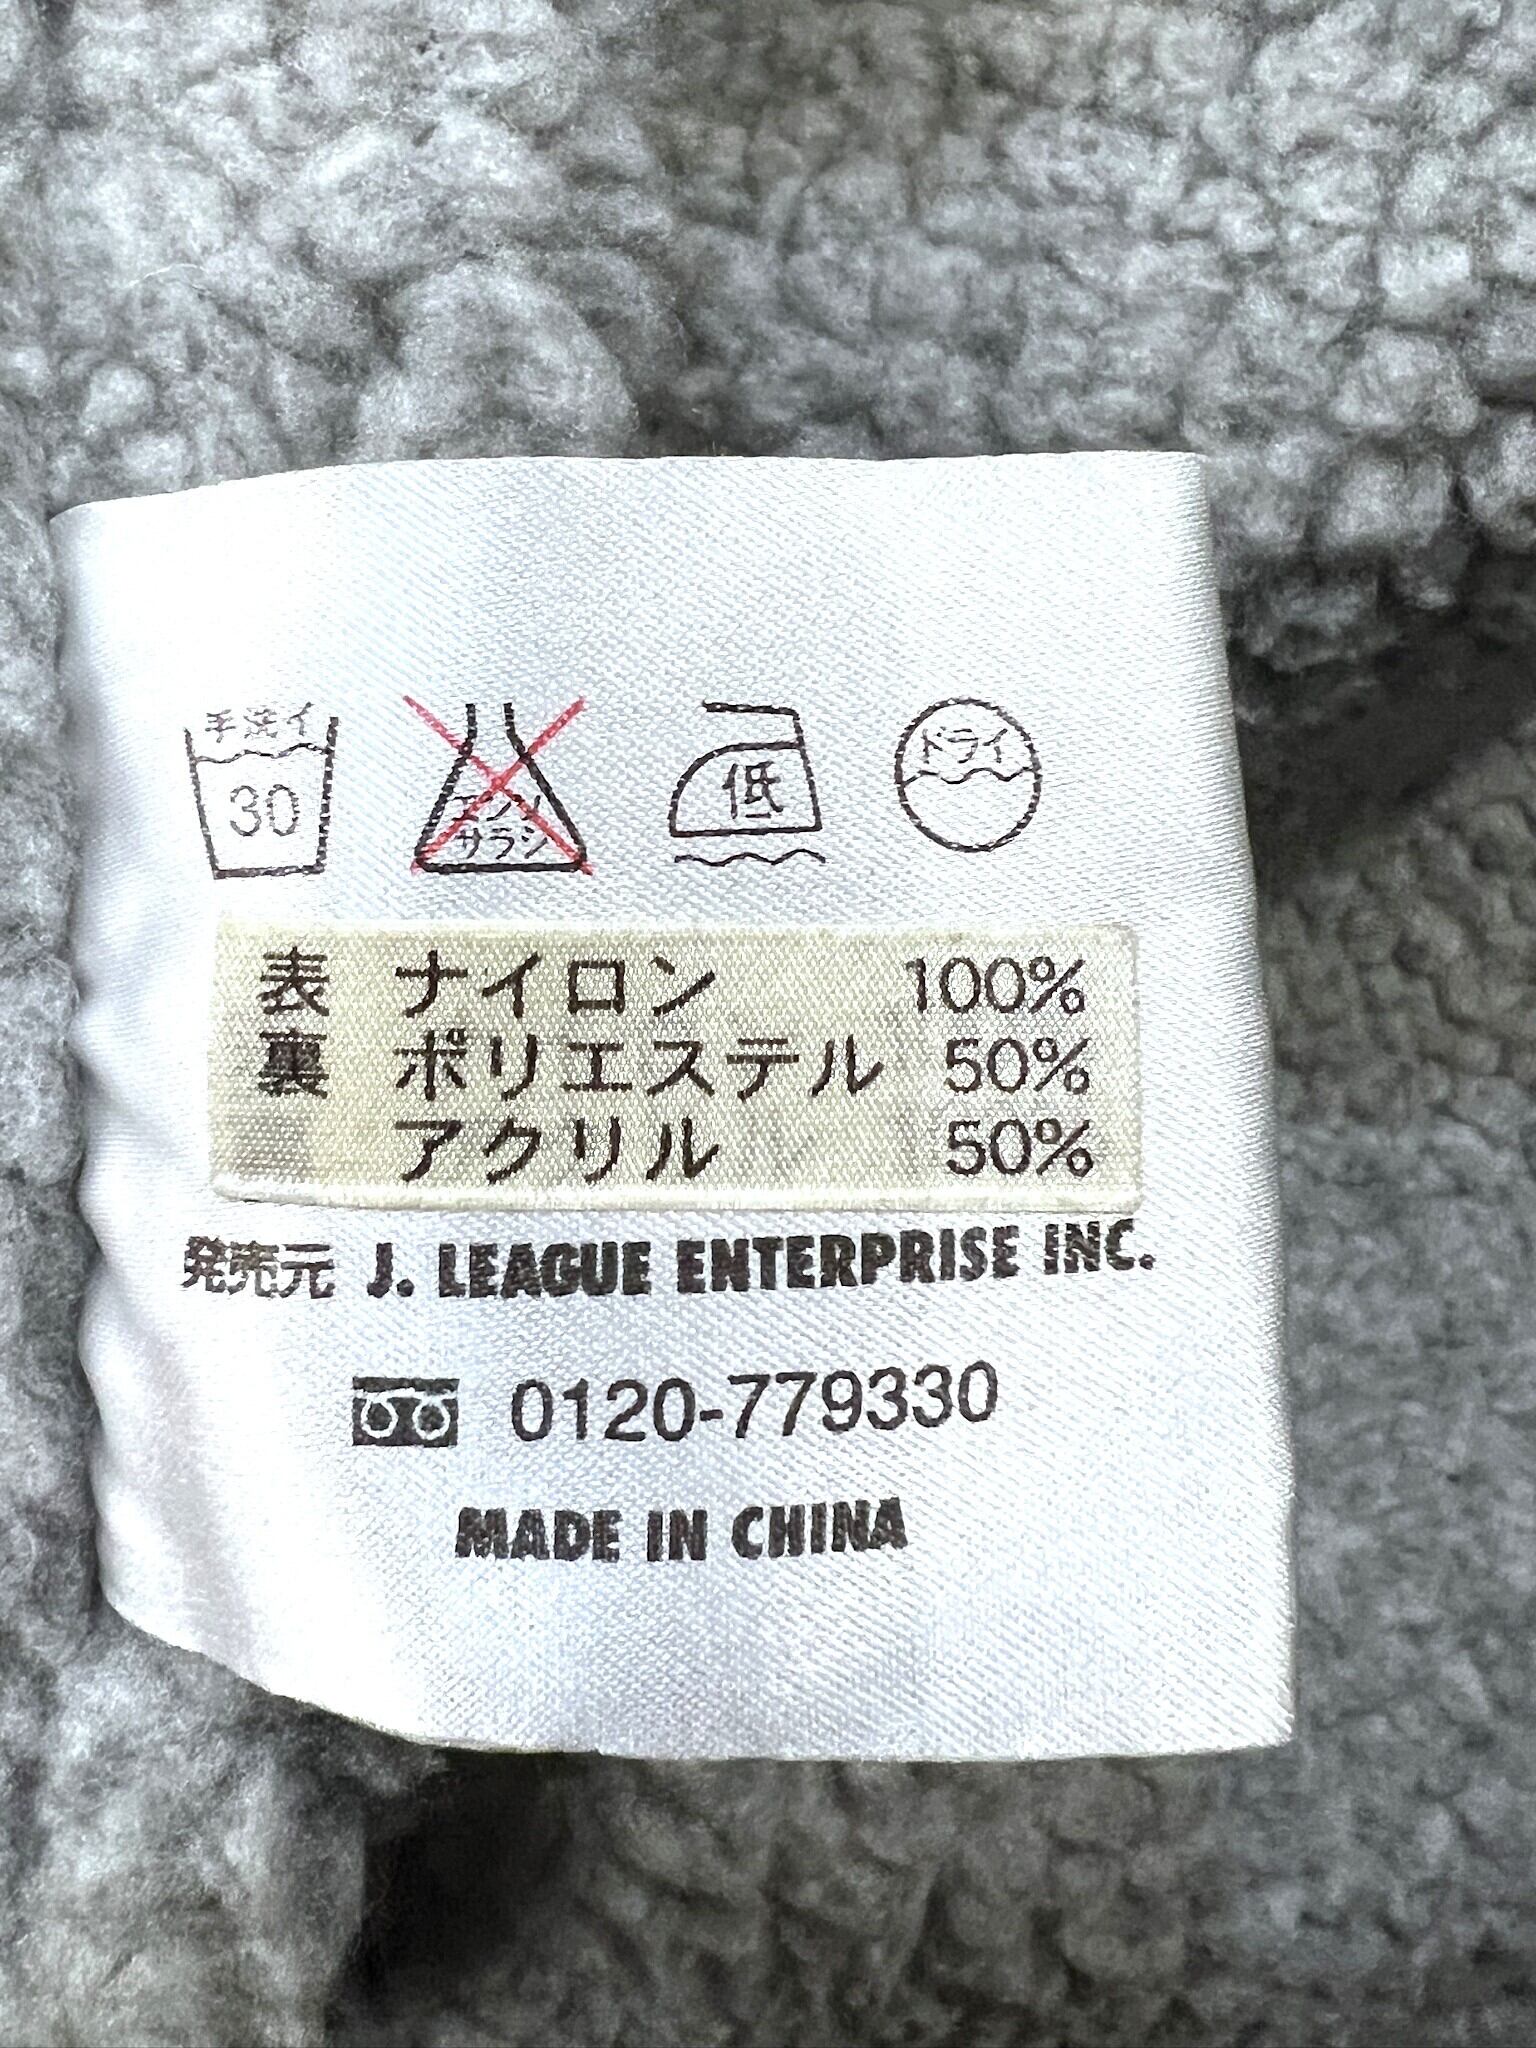 手洗イ エンソ 低 ドライ
30 サラシ
表 ナイロン 100%
裏 ポリエステル 50%
アクリル 50%
発売元 J. LEAGUE ENTERPRISE INC.
0120-779330
MADE IN CHINA